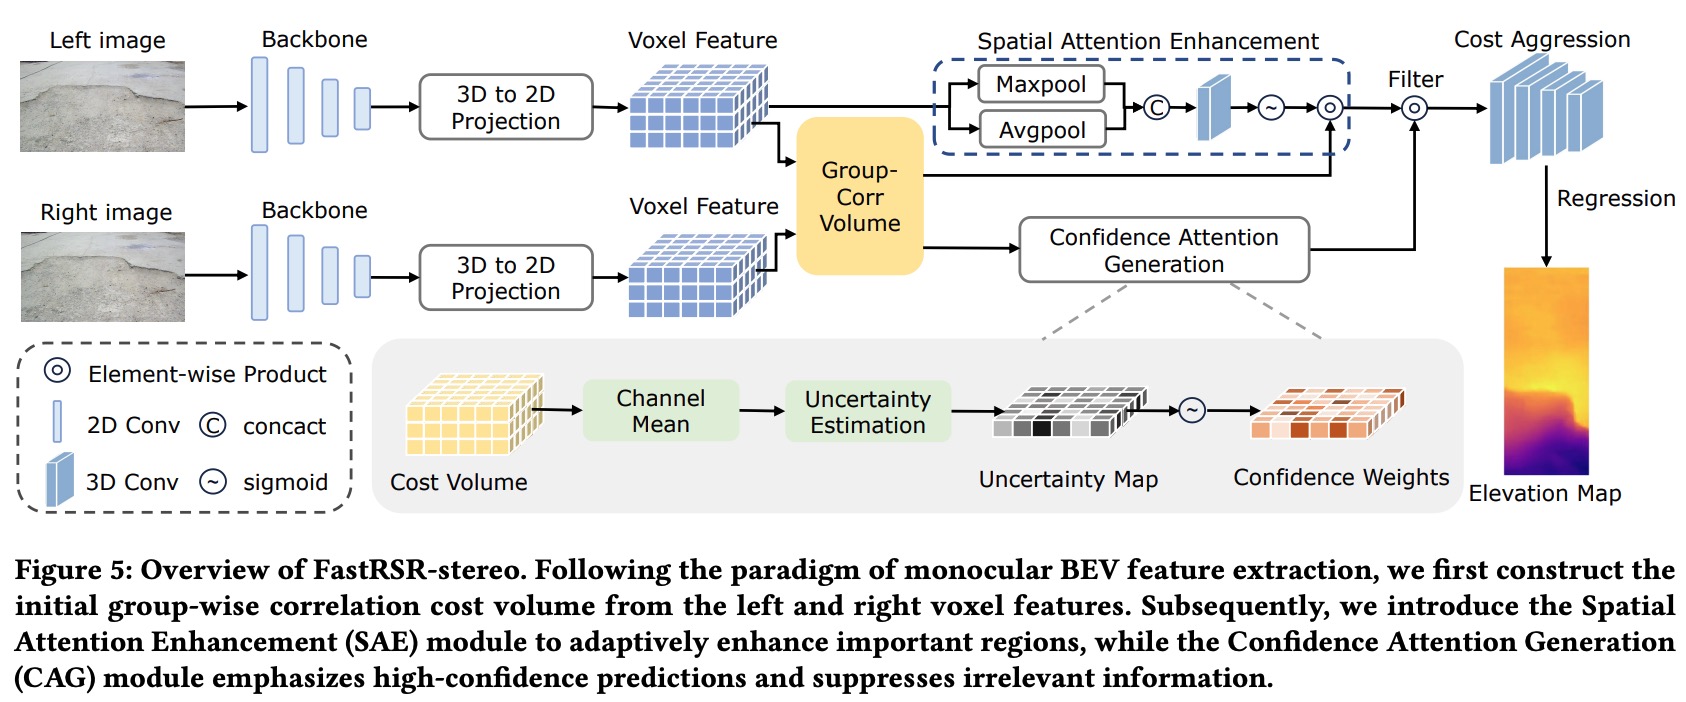 Left image
Backbone
3D to 2D
Projection
Voxel Feature
Spatial Attention Enhancement
Maxpool
Avgpool
C
~
Filter
Cost Aggression
Group-
Corr
Volume
Right image
Backbone
3D to 2D
Projection
Voxel Feature
Confidence Attention
Generation
Regression
Element-wise Product
2D Conv
C concact
3D Conv
~ sigmoid
Cost Volume
Channel
Mean
Uncertainty
Estimation
Uncertainty Map
~
Confidence Weights
Elevation Map
Figure 5: Overview of FastRSR-stereo. Following the paradigm of monocular BEV feature extraction, we first construct the
initial group-wise correlation cost volume from the left and right voxel features. Subsequently, we introduce the Spatial
Attention Enhancement (SAE) module to adaptively enhance important regions, while the Confidence Attention Generation
(CAG) module emphasizes high-confidence predictions and suppresses irrelevant information.